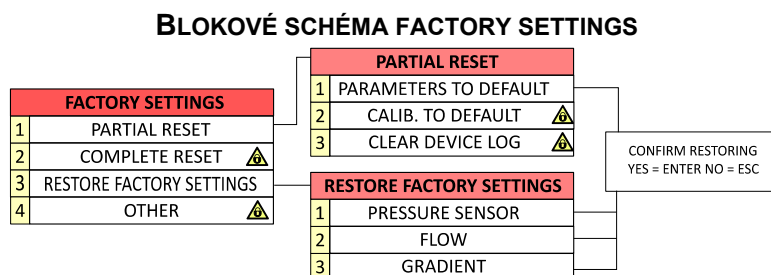 BLOKOVÉ SCHÉMA FACTORY SETTINGS
FACTORY SETTINGS
1 PARTIAL RESET
2 COMPLETE RESET
3 RESTORE FACTORY SETTINGS
4 OTHER
PARTIAL RESET
1 PARAMETERS TO DEFAULT
2 CALIB. TO DEFAULT
3 CLEAR DEVICE LOG
RESTORE FACTORY SETTINGS
1 PRESSURE SENSOR
2 FLOW
3 GRADIENT
CONFIRM RESTORING
YES = ENTER NO = ESC